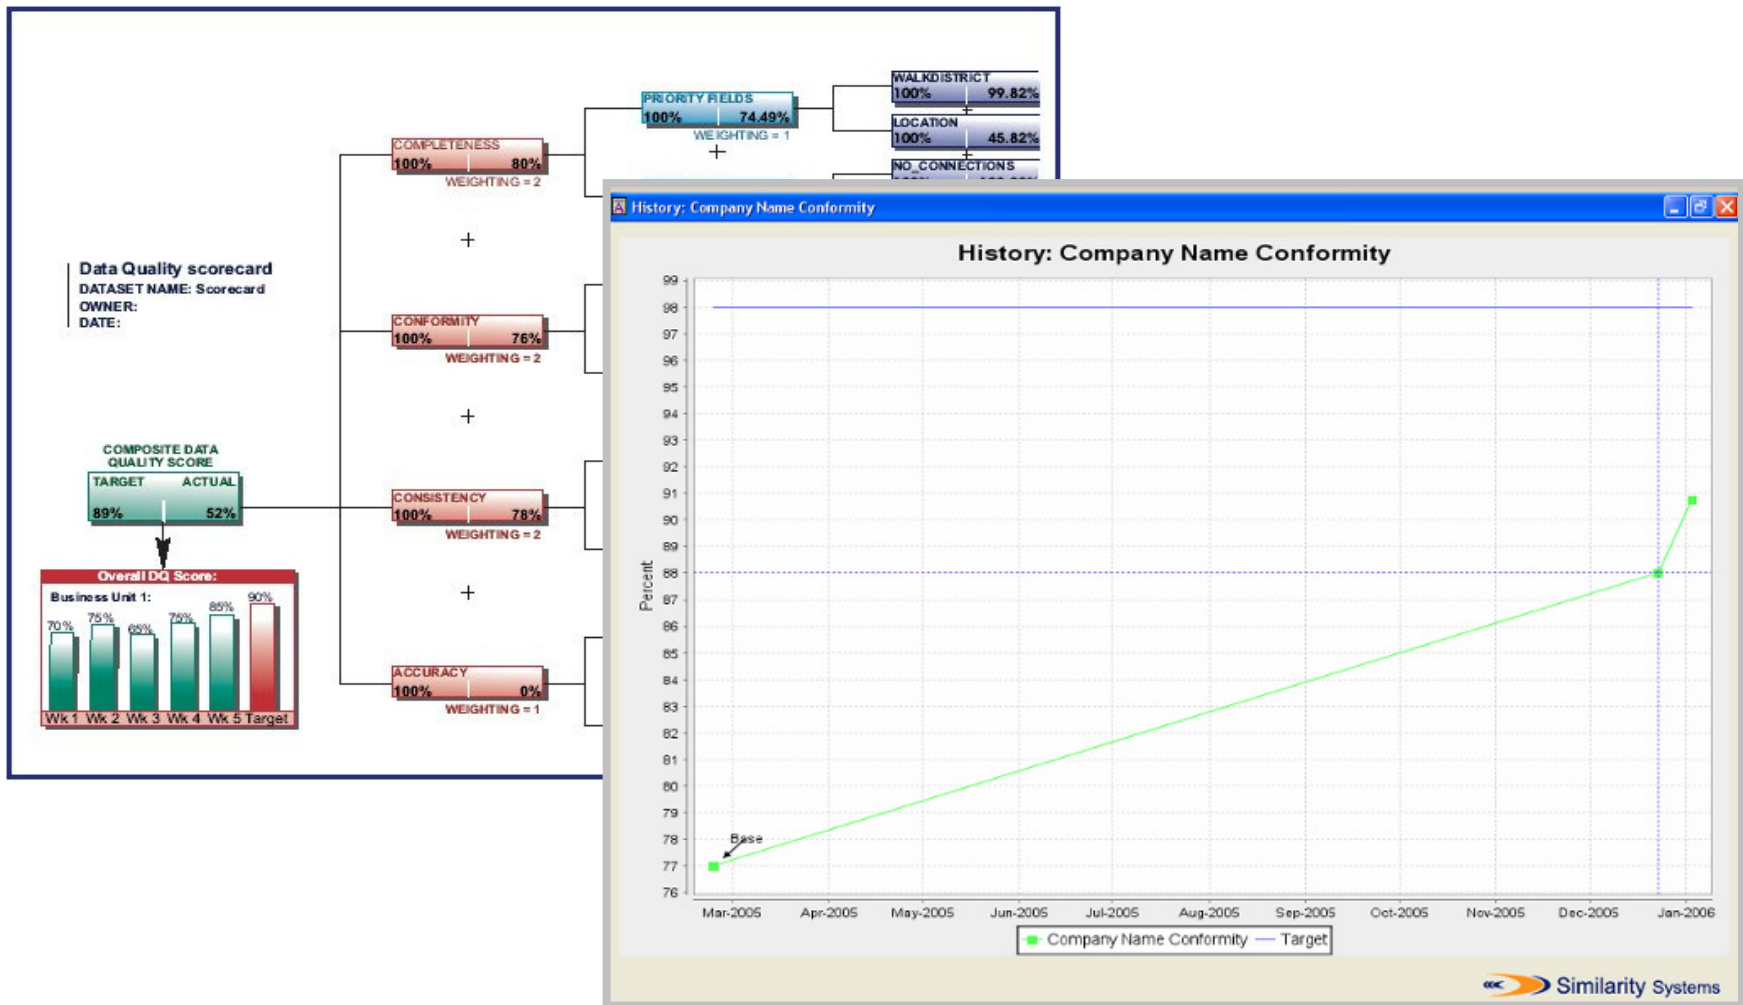 WALKDISTRICT
100% 99.82%
+
PRIORITY FIELDS
100% 74.49%
WEIGHTING = 1
+
LOCATION
100% 45.82%
+
NO_CONNECTIONS
COMPLETENESS
100% 80%
WEIGHTING = 2
+
Data Quality scorecard
DATASET NAME: Scorecard
OWNER:
DATE:
CONFORMITY
100% 76%
WEIGHTING = 2
+
COMPOSITE DATA
QUALITY SCORE
TARGET ACTUAL
89% 52%
CONSISTENCY
100% 78%
WEIGHTING = 2
+
Overall DQ Score:
Business Unit 1:
70% 75% 65% 75% 85% 90%
Wk 1 Wk 2 Wk 3 Wk 4 Wk 5 Target
ACCURACY
100% 0%
WEIGHTING = 1
History: Company Name Conformity
History: Company Name Conformity
99
98
97
96
95
94
93
92
91
90
89
88
87
86
85
84
83
82
81
80
79
78
77
76
Percent
Base
Mar-2005 Apr-2005 May-2005 Jun-2005 Jul-2005 Aug-2005 Sep-2005 Oct-2005 Nov-2005 Dec-2005 Jan-2006
Company Name Conformity Target
Similarity Systems